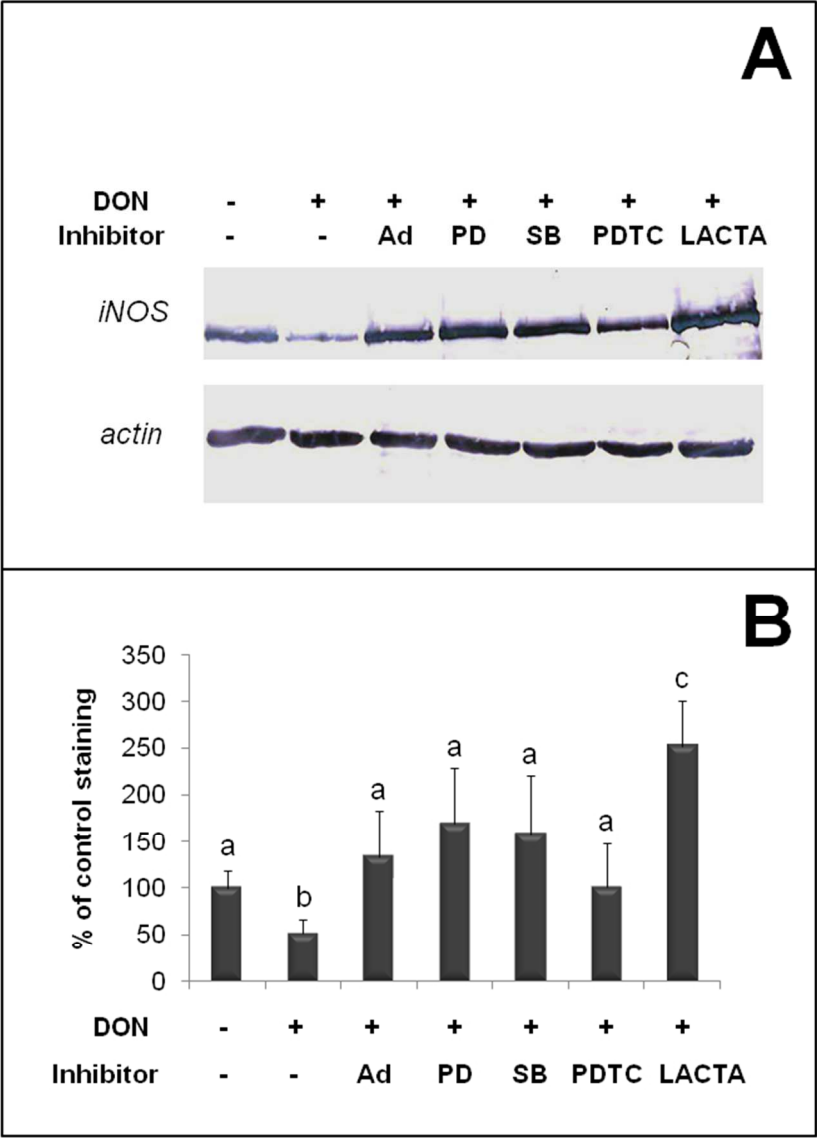 A
DON - + + + + + +
Inhibitor - - Ad PD SB PDTC LACTA
iNOS
actin
B
% of control staining
350
300
250
200
150
100
50
0
a b a a a a c
DON - + + + + + +
Inhibitor - - Ad PD SB PDTC LACTA